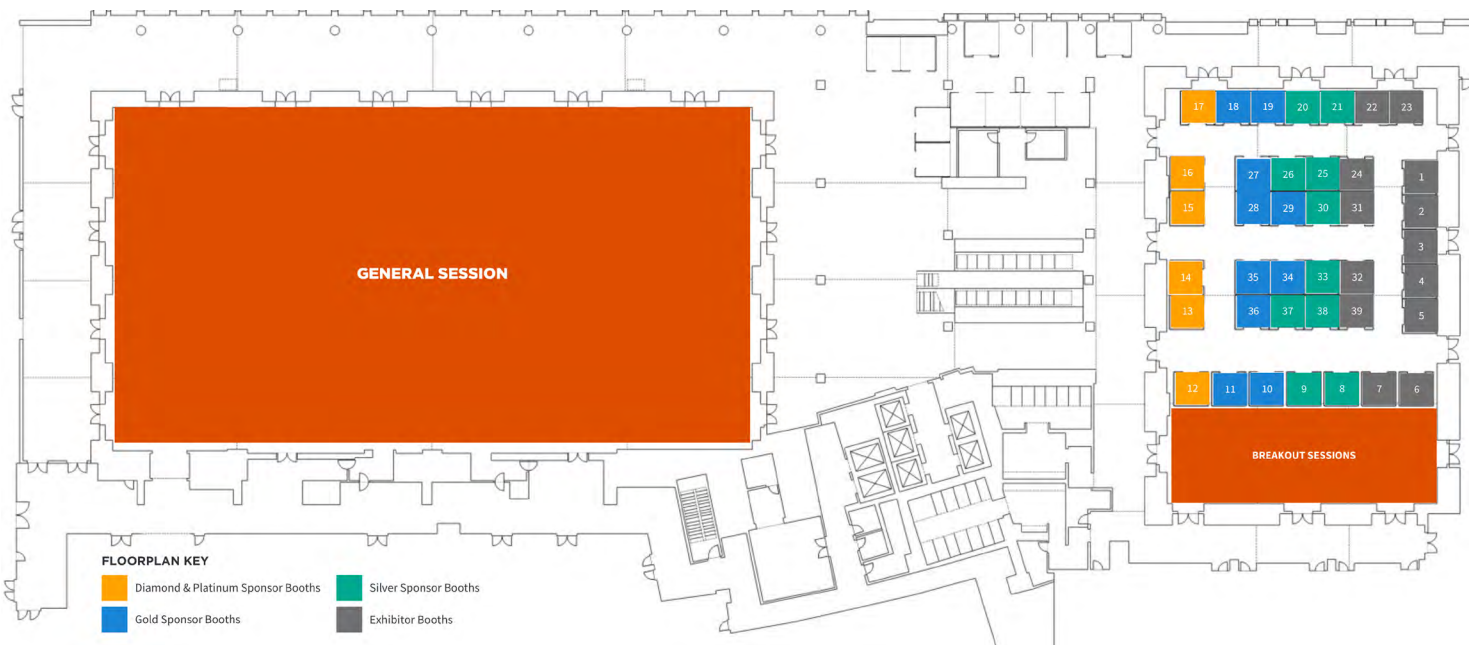 17 18 19 20 21 22 23
16 27 26 25 24 1
15 28 29 30 31 2
3
14 35 34 33 32 4
13 36 37 38 39 5
12 11 10 9 8 7 6
GENERAL SESSION
BREAKOUT SESSIONS
FLOORPLAN KEY
Diamond & Platinum Sponsor Booths
Silver Sponsor Booths
Gold Sponsor Booths
Exhibitor Booths